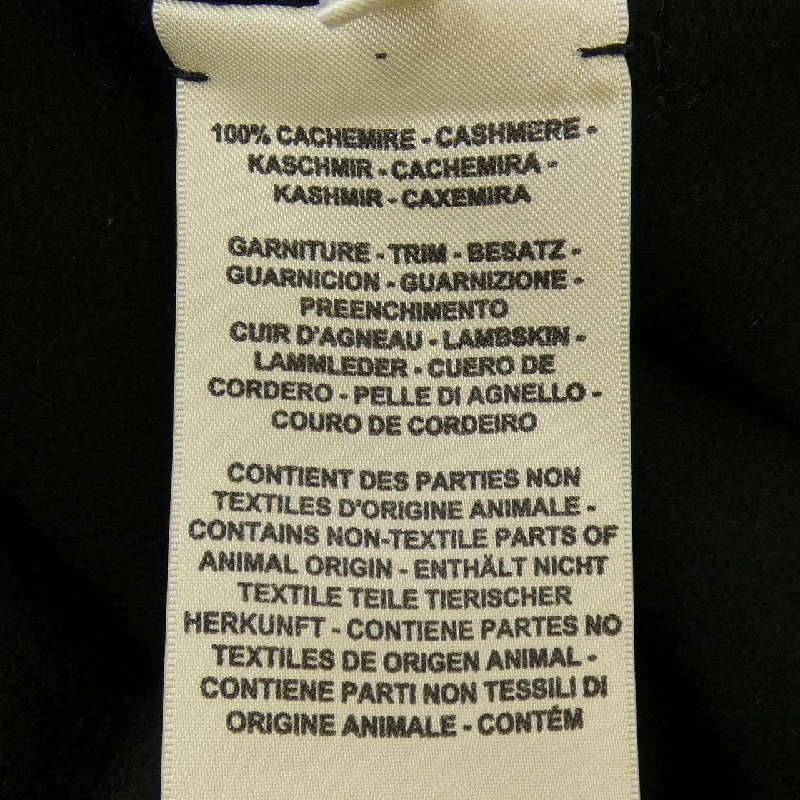 100% CACHEMIRE - CASHMERE -
KASCHMIR - CACHEMIRA -
KASHMIR - CAXEMIRA
GARNITURE - TRIM - BESATZ -
GUARNICION - GUARNIZIONE -
PREENCHIMENTO
CUIR D'AGNEAU - LAMBSKIN -
LAMMLEDER - CUERO DE
CORDERO - PELLE DI AGNELLO -
COURO DE CORDEIRO
CONTIENT DES PARTIES NON
TEXTILES D'ORIGINE ANIMALE -
CONTAINS NON-TEXTILE PARTS OF
ANIMAL ORIGIN - ENTHÄLT NICHT
TEXTILE TEILE TIERISCHER
HERKUNFT - CONTIENE PARTES NO
TEXTILES DE ORIGEN ANIMAL -
CONTIENE PARTI NON TESSILI DI
ORIGINE ANIMALE - CONTÉM